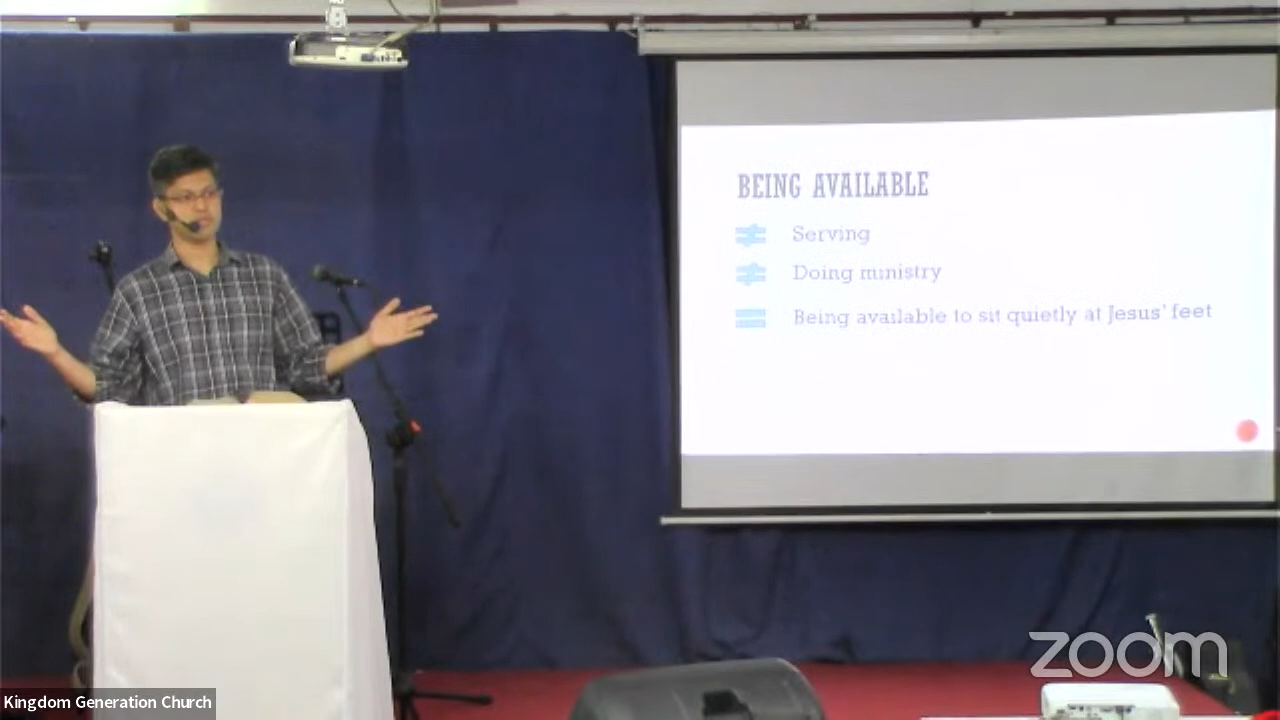 BEING AVAILABLE
≠ Serving
≠ Doing ministry
= Being available to sit quietly at Jesus' feet
zoom
Kingdom Generation Church